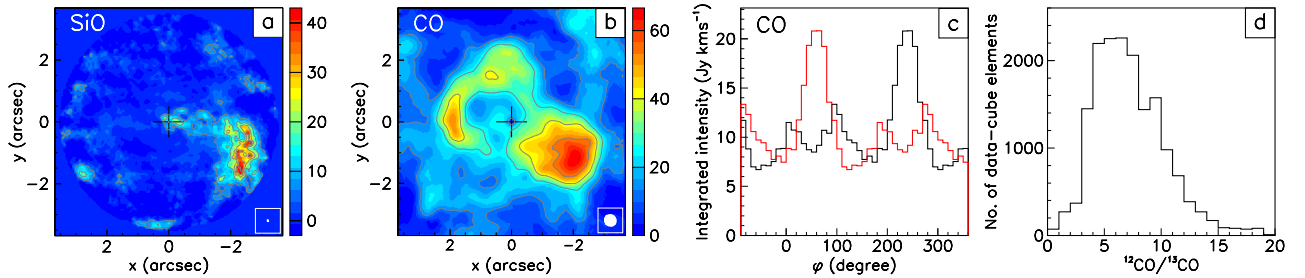 SiO
a
2
0
−2
y (arcsec)
2
0
−2
x (arcsec)
40
30
20
10
0
CO
b
2
0
−2
y (arcsec)
2
0
−2
x (arcsec)
60
40
20
0
CO
c
Integrated intensity (Jy kms⁻¹)
20
15
10
5
0
0
100
200
300
φ (degree)
d
No. of data−cube elements
2000
1000
0
0
5
10
15
20
¹²CO/¹³CO